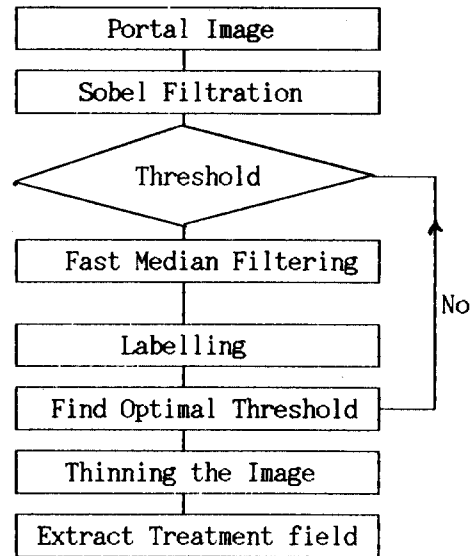 Portal Image
Sobel Filtration
Threshold
Fast Median Filtering
No
Labelling
Find Optimal Threshold
Thinning the Image
Extract Treatment field